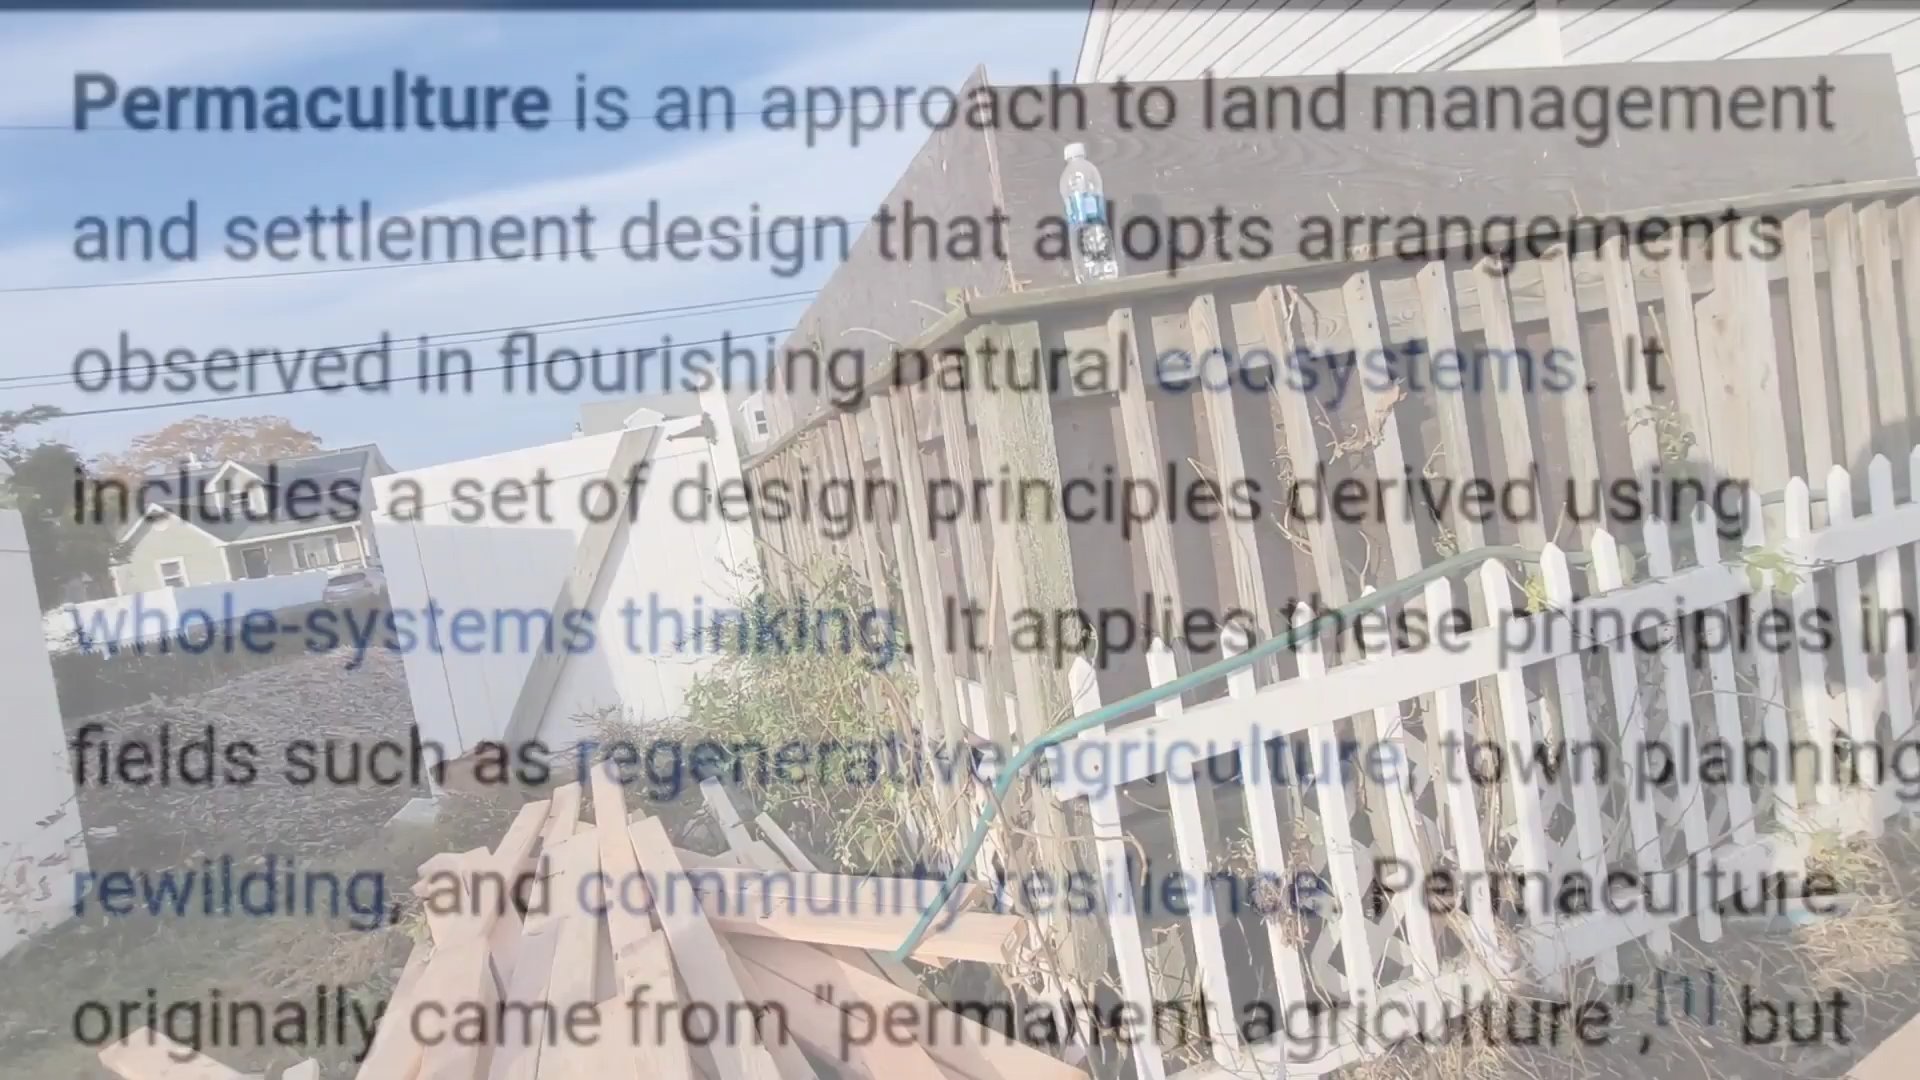 Permaculture is an approach to land management
and settlement design that adopts arrangements
observed in flourishing natural ecosystems. It
includes a set of design principles derived using
whole-systems thinking. It applies these principles in
fields such as regenerative agriculture, town planning
rewilding, and community resilience. , Permaculture
originally came from "permanent agriculture",[1] but